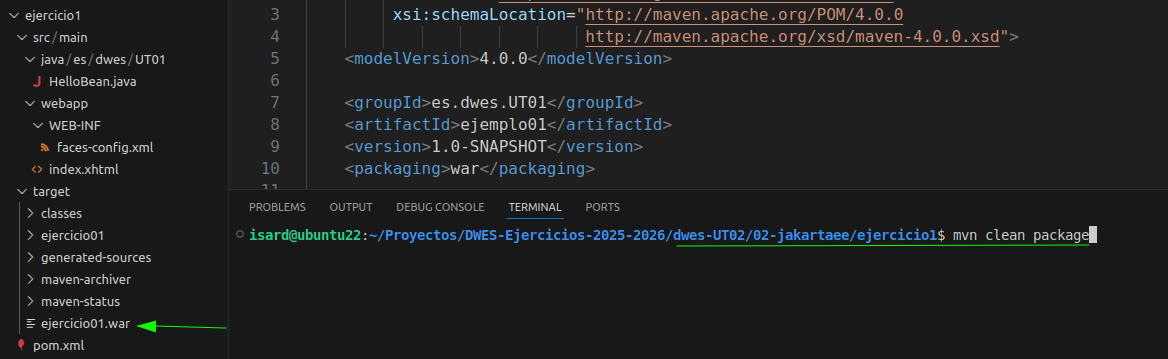 ejercicio1
src/main
java/es/dwes/UT01
HelloBean.java
webapp
WEB-INF
faces-config.xml
index.xhtml
target
classes
ejercicio01
generated-sources
maven-archiver
maven-status
ejercicio01.war
pom.xml
3 xsi:schemaLocation="http://maven.apache.org/POM/4.0.0
4 http://maven.apache.org/xsd/maven-4.0.0.xsd">
5 <modelVersion>4.0.0</modelVersion>
6
7 <groupId>es.dwes.UT01</groupId>
8 <artifactId>ejemplo01</artifactId>
9 <version>1.0-SNAPSHOT</version>
10 <packaging>war</packaging>
PROBLEMS OUTPUT DEBUG CONSOLE TERMINAL PORTS
isard@ubuntu22:~/Proyectos/DWES-Ejercicios-2025-2026/dwes-UT02/02-jakartaee/ejercicio1$ mvn clean package